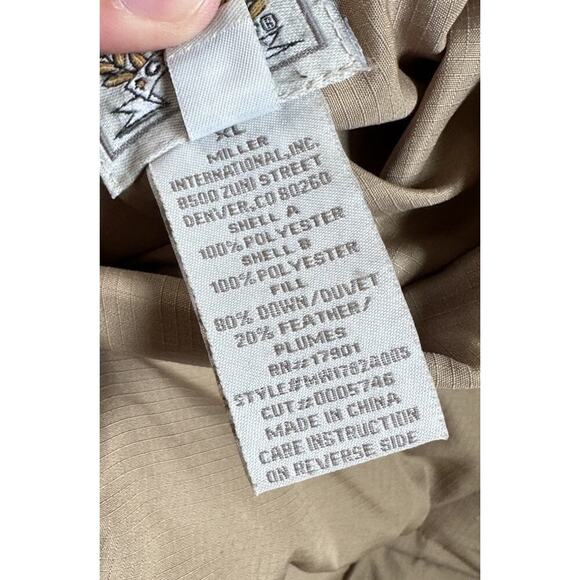 XL
MILLER
INTERNATIONAL, INC.
8500 ZUNI STREET
DENVER, CO 80260
SHELL A
100% POLYESTER
SHELL B
100% POLYESTER
FILL
80% DOWN/DUVET
20% FEATHER/
PLUMES
RN#17901
STYLE#MW1782A005
CUT#0005746
MADE IN CHINA
CARE INSTRUCTION
ON REVERSE SIDE